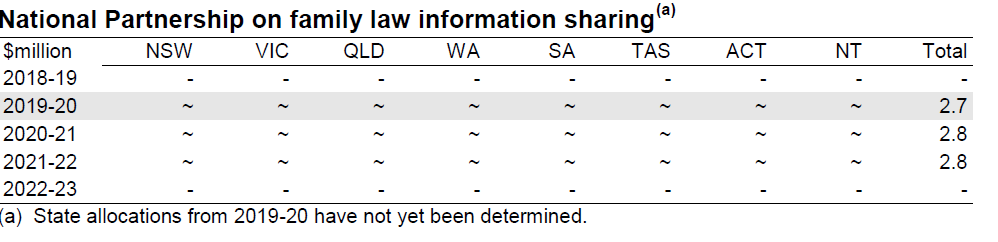 National Partnership on family law information sharing(a)
$million NSW VIC QLD WA SA TAS ACT NT Total
2018-19 - - - - - - - - -
2019-20 ~ ~ ~ ~ ~ ~ ~ ~ 2.7
2020-21 ~ ~ ~ ~ ~ ~ ~ ~ 2.8
2021-22 ~ ~ ~ ~ ~ ~ ~ ~ 2.8
2022-23 - - - - - - - - -
(a) State allocations from 2019-20 have not yet been determined.